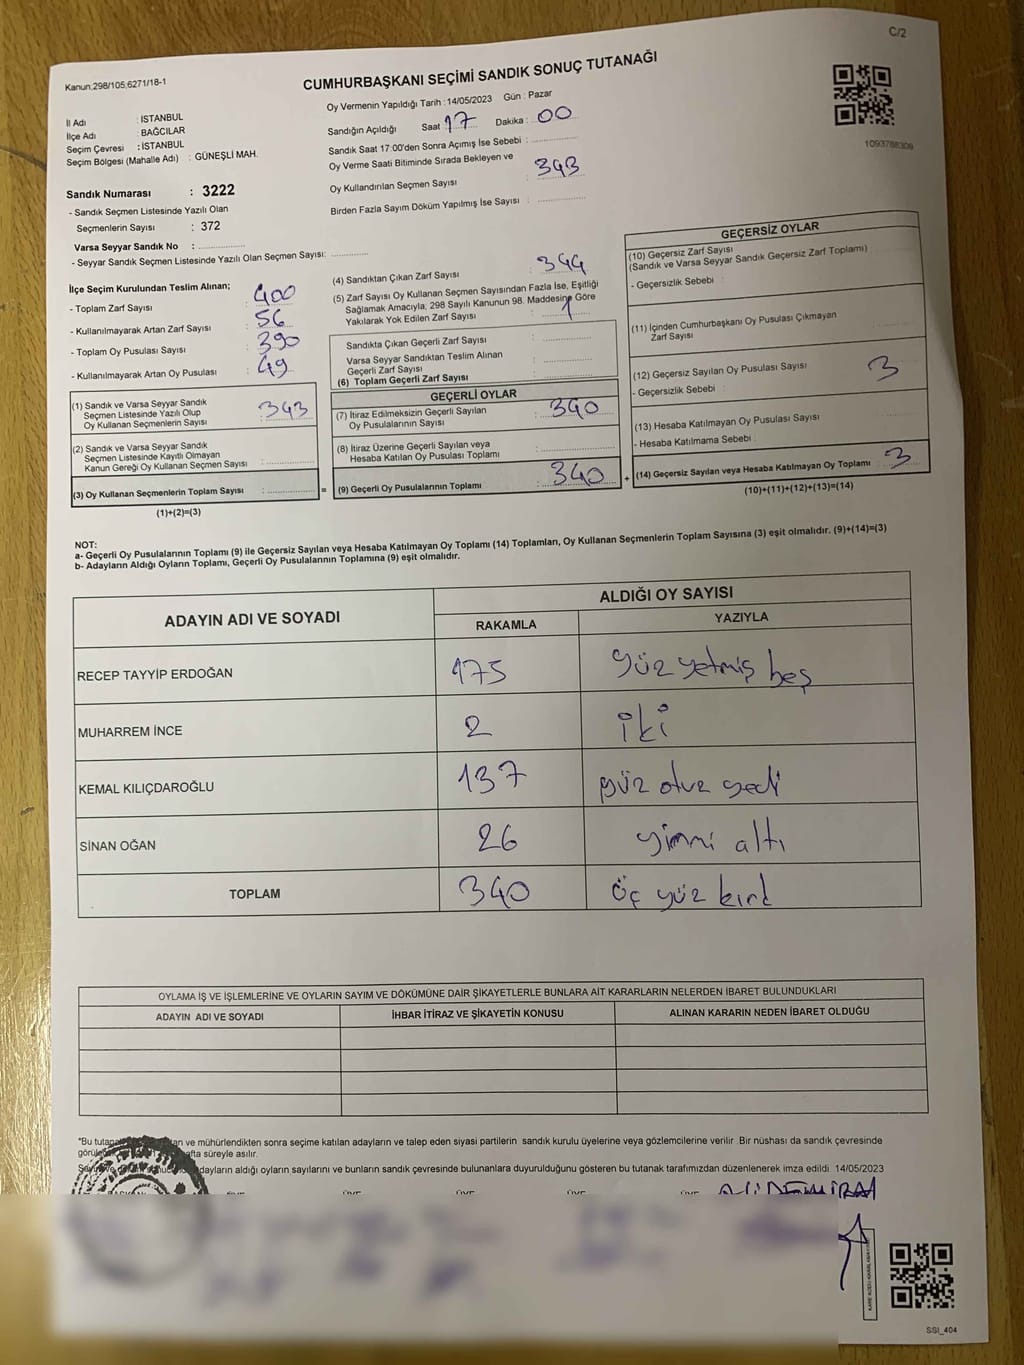 C/2
Kanun:298/105;6271/18-1
CUMHURBAŞKANI SEÇİMİ SANDIK SONUÇ TUTANAĞI
İl Adı : İSTANBUL
İlçe Adı : BAĞCILAR
Seçim Çevresi : İSTANBUL
Seçim Bölgesi (Mahalle Adı) : GÜNEŞLİ MAH.
Oy Vermenin Yapıldığı Tarih : 14/05/2023 Gün : Pazar
Sandığın Açıldığı Saat 17 Dakika : 00
Sandık Saat 17:00'den Sonra Açımış İse Sebebi :
Oy Verme Saati Bitiminde Sırada Bekleyen ve
Oy Kullandırılan Seçmen Sayısı : 343
Birden Fazla Sayım Döküm Yapılmış İse Sayısı :
1093788309
Sandık Numarası : 3222
- Sandık Seçmen Listesinde Yazılı Olan
Seçmenlerin Sayısı : 372
Varsa Seyyar Sandık No :
- Seyyar Sandık Seçmen Listesinde Yazılı Olan Seçmen Sayısı:
İlçe Seçim Kurulundan Teslim Alınan;
- Toplam Zarf Sayısı : 400
- Kullanılmayarak Artan Zarf Sayısı : 56
- Toplam Oy Pusulası Sayısı : 390
- Kullanılmayarak Artan Oy Pusulası : 49
(1) Sandık ve Varsa Seyyar Sandık
Seçmen Listesinde Yazılı Olup
Oy Kullanan Seçmenlerin Sayısı : 343
(2) Sandık ve Varsa Seyyar Sandık
Seçmen Listesinde Kayıtlı Olmayan
Kanun Gereği Oy Kullanan Seçmen Sayısı :
(3) Oy Kullanan Seçmenlerin Toplam Sayısı : =
(1)+(2)=(3)
(4) Sandıktan Çıkan Zarf Sayısı : 344
(5) Zarf Sayısı Oy Kullanan Seçmen Sayısından Fazla İse, Eşitliği
Sağlamak Amacıyla, 298 Sayılı Kanunun 98. Maddesine Göre
Yakılarak Yok Edilen Zarf Sayısı : 1
Sandıkta Çıkan Geçerli Zarf Sayısı :
Varsa Seyyar Sandıktan Teslim Alınan
Geçerli Zarf Sayısı :
(6) Toplam Geçerli Zarf Sayısı
GEÇERLİ OYLAR
(7) İtiraz Edilmeksizin Geçerli Sayılan
Oy Pusulalarının Sayısı : 340
(8) İtiraz Üzerine Geçerli Sayılan veya
Hesaba Katılan Oy Pusulası Toplamı :
(9) Geçerli Oy Pusulalarının Toplamı : 340 +
GEÇERSİZ OYLAR
(10) Geçersiz Zarf Sayısı
(Sandık ve Varsa Seyyar Sandık Geçersiz Zarf Toplamı)
- Geçersizlik Sebebi :
(11) İçinden Cumhurbaşkanı Oy Pusulası Çıkmayan
Zarf Sayısı
(12) Geçersiz Sayılan Oy Pusulası Sayısı 3
- Geçersizlik Sebebi :
(13) Hesaba Katılmayan Oy Pusulası Sayısı
- Hesaba Katılmama Sebebi :
(14) Geçersiz Sayılan veya Hesaba Katılmayan Oy Toplamı 3
(10)+(11)+(12)+(13)=(14)
NOT:
a- Geçerli Oy Pusulalarının Toplamı (9) ile Geçersiz Sayılan veya Hesaba Katılmayan Oy Toplamı (14) Toplamları, Oy Kullanan Seçmenlerin Toplam Sayısına (3) eşit olmalıdır. (9)+(14)=(3)
b- Adayların Aldığı Oyların Toplamı, Geçerli Oy Pusulalarının Toplamına (9) eşit olmalıdır.
ADAYIN ADI VE SOYADI
ALDIĞI OY SAYISI
RAKAMLA YAZIYLA
RECEP TAYYİP ERDOĞAN 175 yüz yetmiş beş
MUHARREM İNCE 2 iki
KEMAL KILIÇDAROĞLU 137 yüz otuz yedi
SİNAN OĞAN 26 yirmi altı
TOPLAM 340 üç yüz kırk
OYLAMA İŞ VE İŞLEMLERİNE VE OYLARIN SAYIM VE DÖKÜMÜNE DAİR ŞİKAYETLERLE BUNLARA AİT KARARLARIN NELERDEN İBARET BULUNDUKLARI
ADAYIN ADI VE SOYADI İHBAR İTİRAZ VE ŞİKAYETİN KONUSU ALINAN KARARIN NEDEN İBARET OLDUĞU
*Bu ve mühürlendikten sonra seçime katılan adayların ve talep eden siyasi partilerin sandık kurulu üyelerine veya gözlemcilerine verilir .Bir nüshası da sandık çevresinde
süreyle asılır.
adayların aldığı oyların sayılarını ve bunların sandık çevresinde bulunanlara duyurulduğunu gösteren bu tutanak tarafımızdan düzenlenerek imza edildi. 14/05/2023
ÜYE ÜYE ÜYE ÜYE
SSI_404